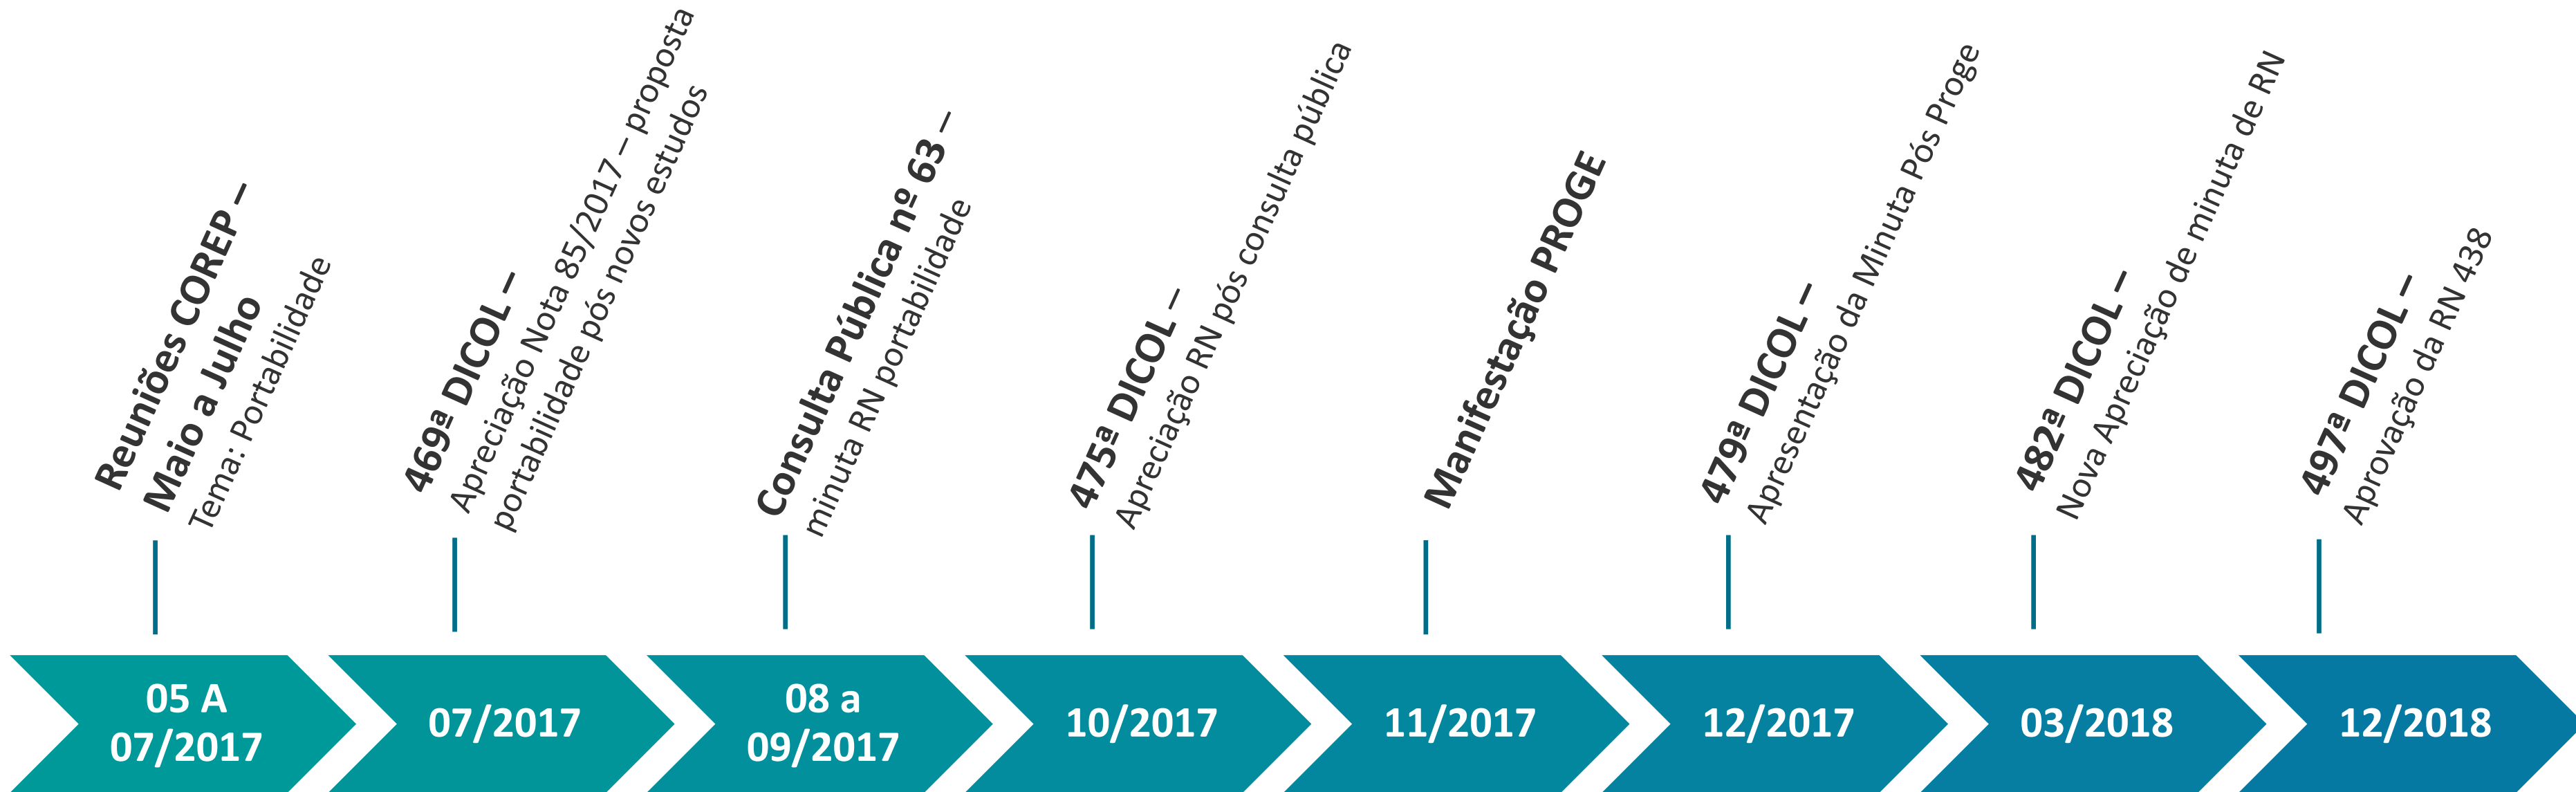 Reuniões COREP –
Maio a Julho
Tema: Portabilidade
469ª DICOL –
Apreciação Nota 85/2017 – proposta
portabilidade pós novos estudos
Consulta Pública nº 63 –
minuta RN portabilidade
475ª DICOL –
Apreciação RN pós consulta pública
Manifestação PROGE
479ª DICOL –
Apresentação da Minuta Pós Proge
482ª DICOL –
Nova Apreciação de minuta de RN
497ª DICOL –
Aprovação da RN 438
05 A
07/2017
07/2017
08 a
09/2017
10/2017
11/2017
12/2017
03/2018
12/2018